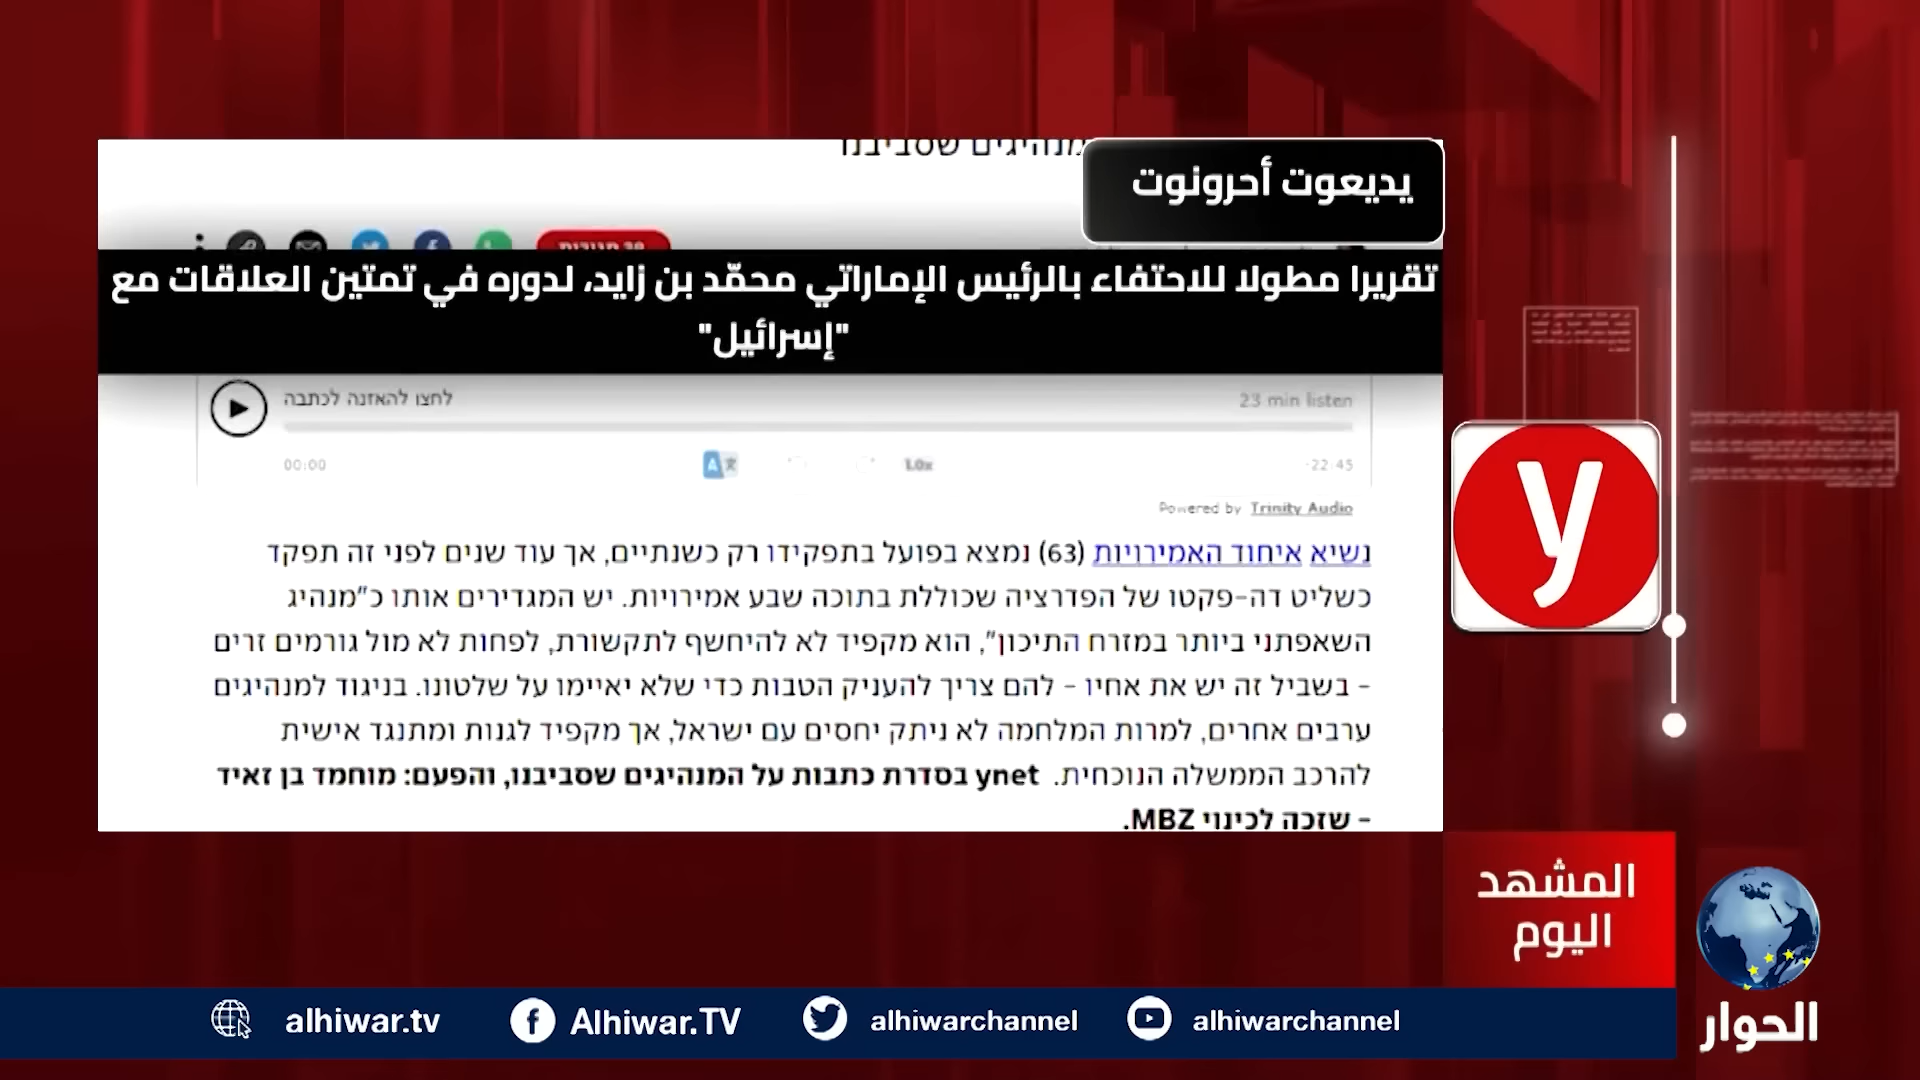 מנהיגים שסביבנו
يديعوت أحرونوت
تقريرا مطولا للاحتفاء بالرئيس الإماراتي محمّد بن زايد، لدوره في تمتين العلاقات مع
"إسرائيل"
לחצו להאזנה לכתבה
23 min listen
00:00
1.0x
-22:45
Powered by Trinity Audio
נשיא איחוד האמירויות (63) נמצא בפועל בתפקידו רק כשנתיים, אך עוד שנים לפני זה תפקד
כשליט דה-פקטו של הפדרציה שכוללת בתוכה שבע אמירויות. יש המגדירים אותו כ"מנהיג
השאפתני ביותר במזרח התיכון", הוא מקפיד לא להיחשף לתקשורת, לפחות לא מול גורמים זרים
- בשביל זה יש את אחיו - להם צריך להעניק הטבות כדי שלא יאיימו על שלטונו. בניגוד למנהיגים
ערבים אחרים, למרות המלחמה לא ניתק יחסים עם ישראל, אך מקפיד לגנות ומתנגד אישית
להרכב הממשלה הנוכחית. ynet בסדרת כתבות על המנהיגים שסביבנו, והפעם: מוחמד בן זאיד
- שזכה לכינוי MBZ.
y
المشهد
اليوم
الحوار
alhiwar.tv
Alhiwar.TV
alhiwarchannel
alhiwarchannel